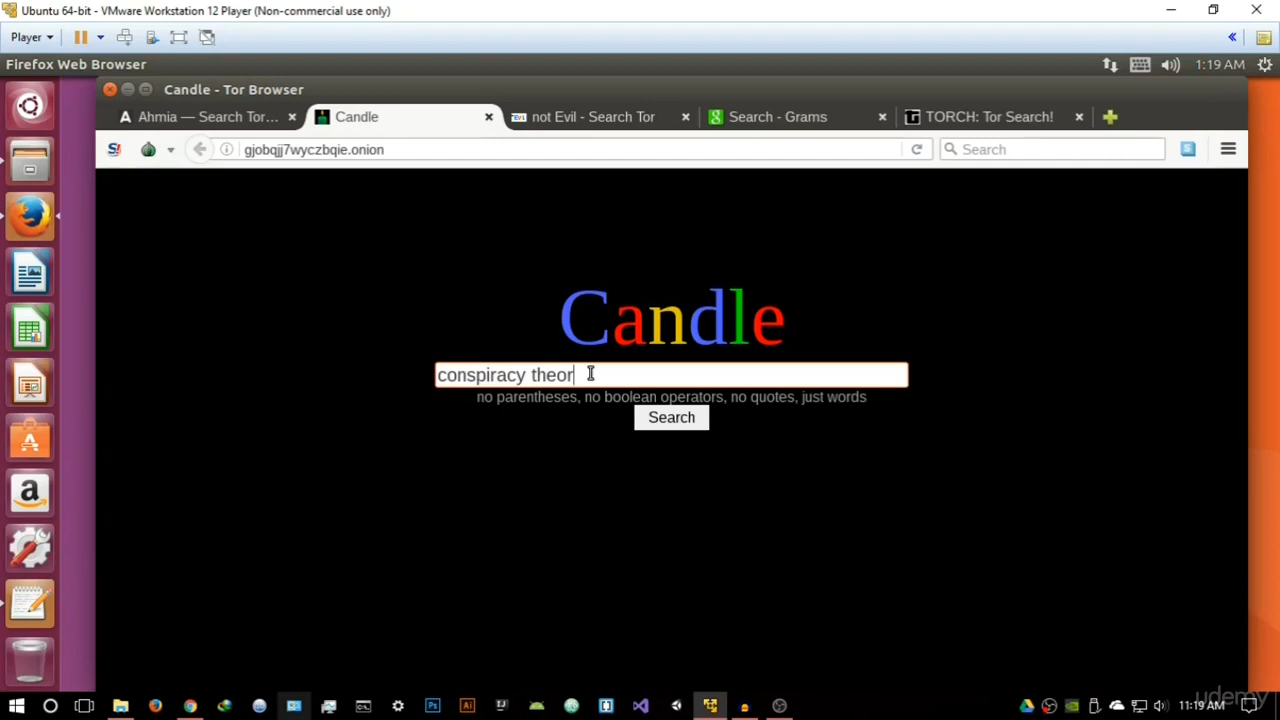 Ubuntu 64-bit - VMware Workstation 12 Player (Non-commercial use only)
Player
Firefox Web Browser
1:19 AM
Candle - Tor Browser
Ahmia — Search Tor...
Candle
not Evil - Search Tor
Search - Grams
TORCH: Tor Search!
gjobqjj7wyczbqie.onion
Search
Candle
conspiracy theor
no parentheses, no boolean operators, no quotes, just words
Search
11:19 AM
udemy